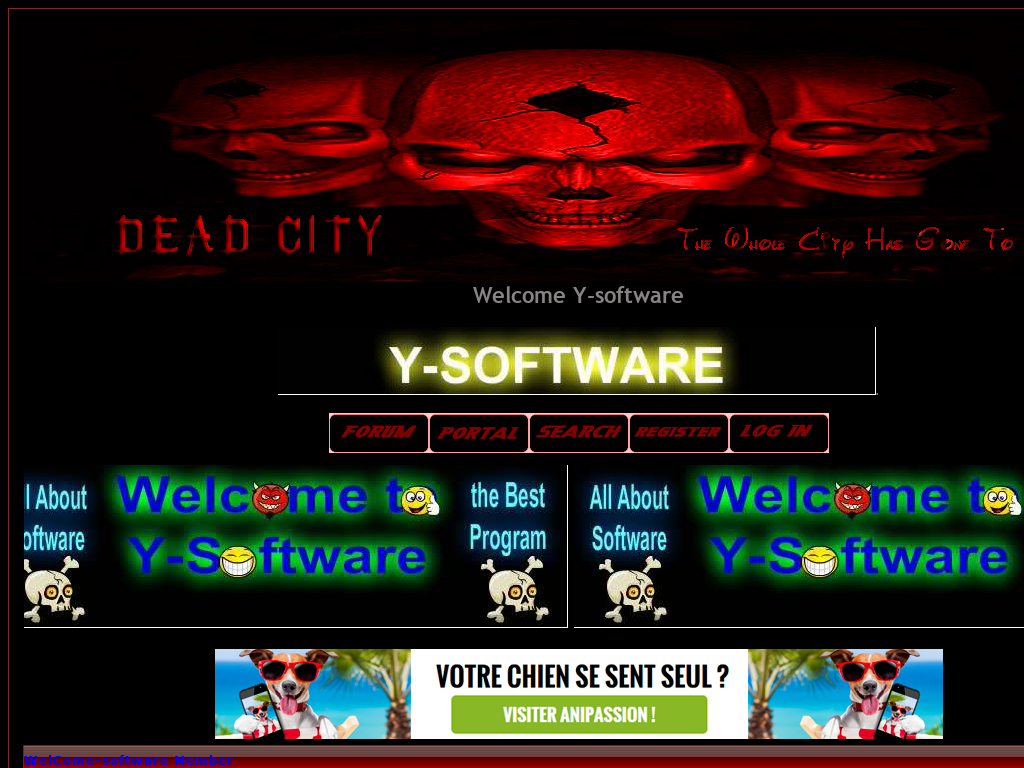 DEAD CITY
The Whole City Has Gone To
Welcome Y-software
Y-SOFTWARE
FORUM PORTAL SEARCH REGISTER LOG IN
ll About
oftware
Welcome to
Y-Software
the Best
Program
All About
Software
Welcome to
Y-Software
VOTRE CHIEN SE SENT SEUL ?
VISITER ANIPASSION !
WelCome-software Member